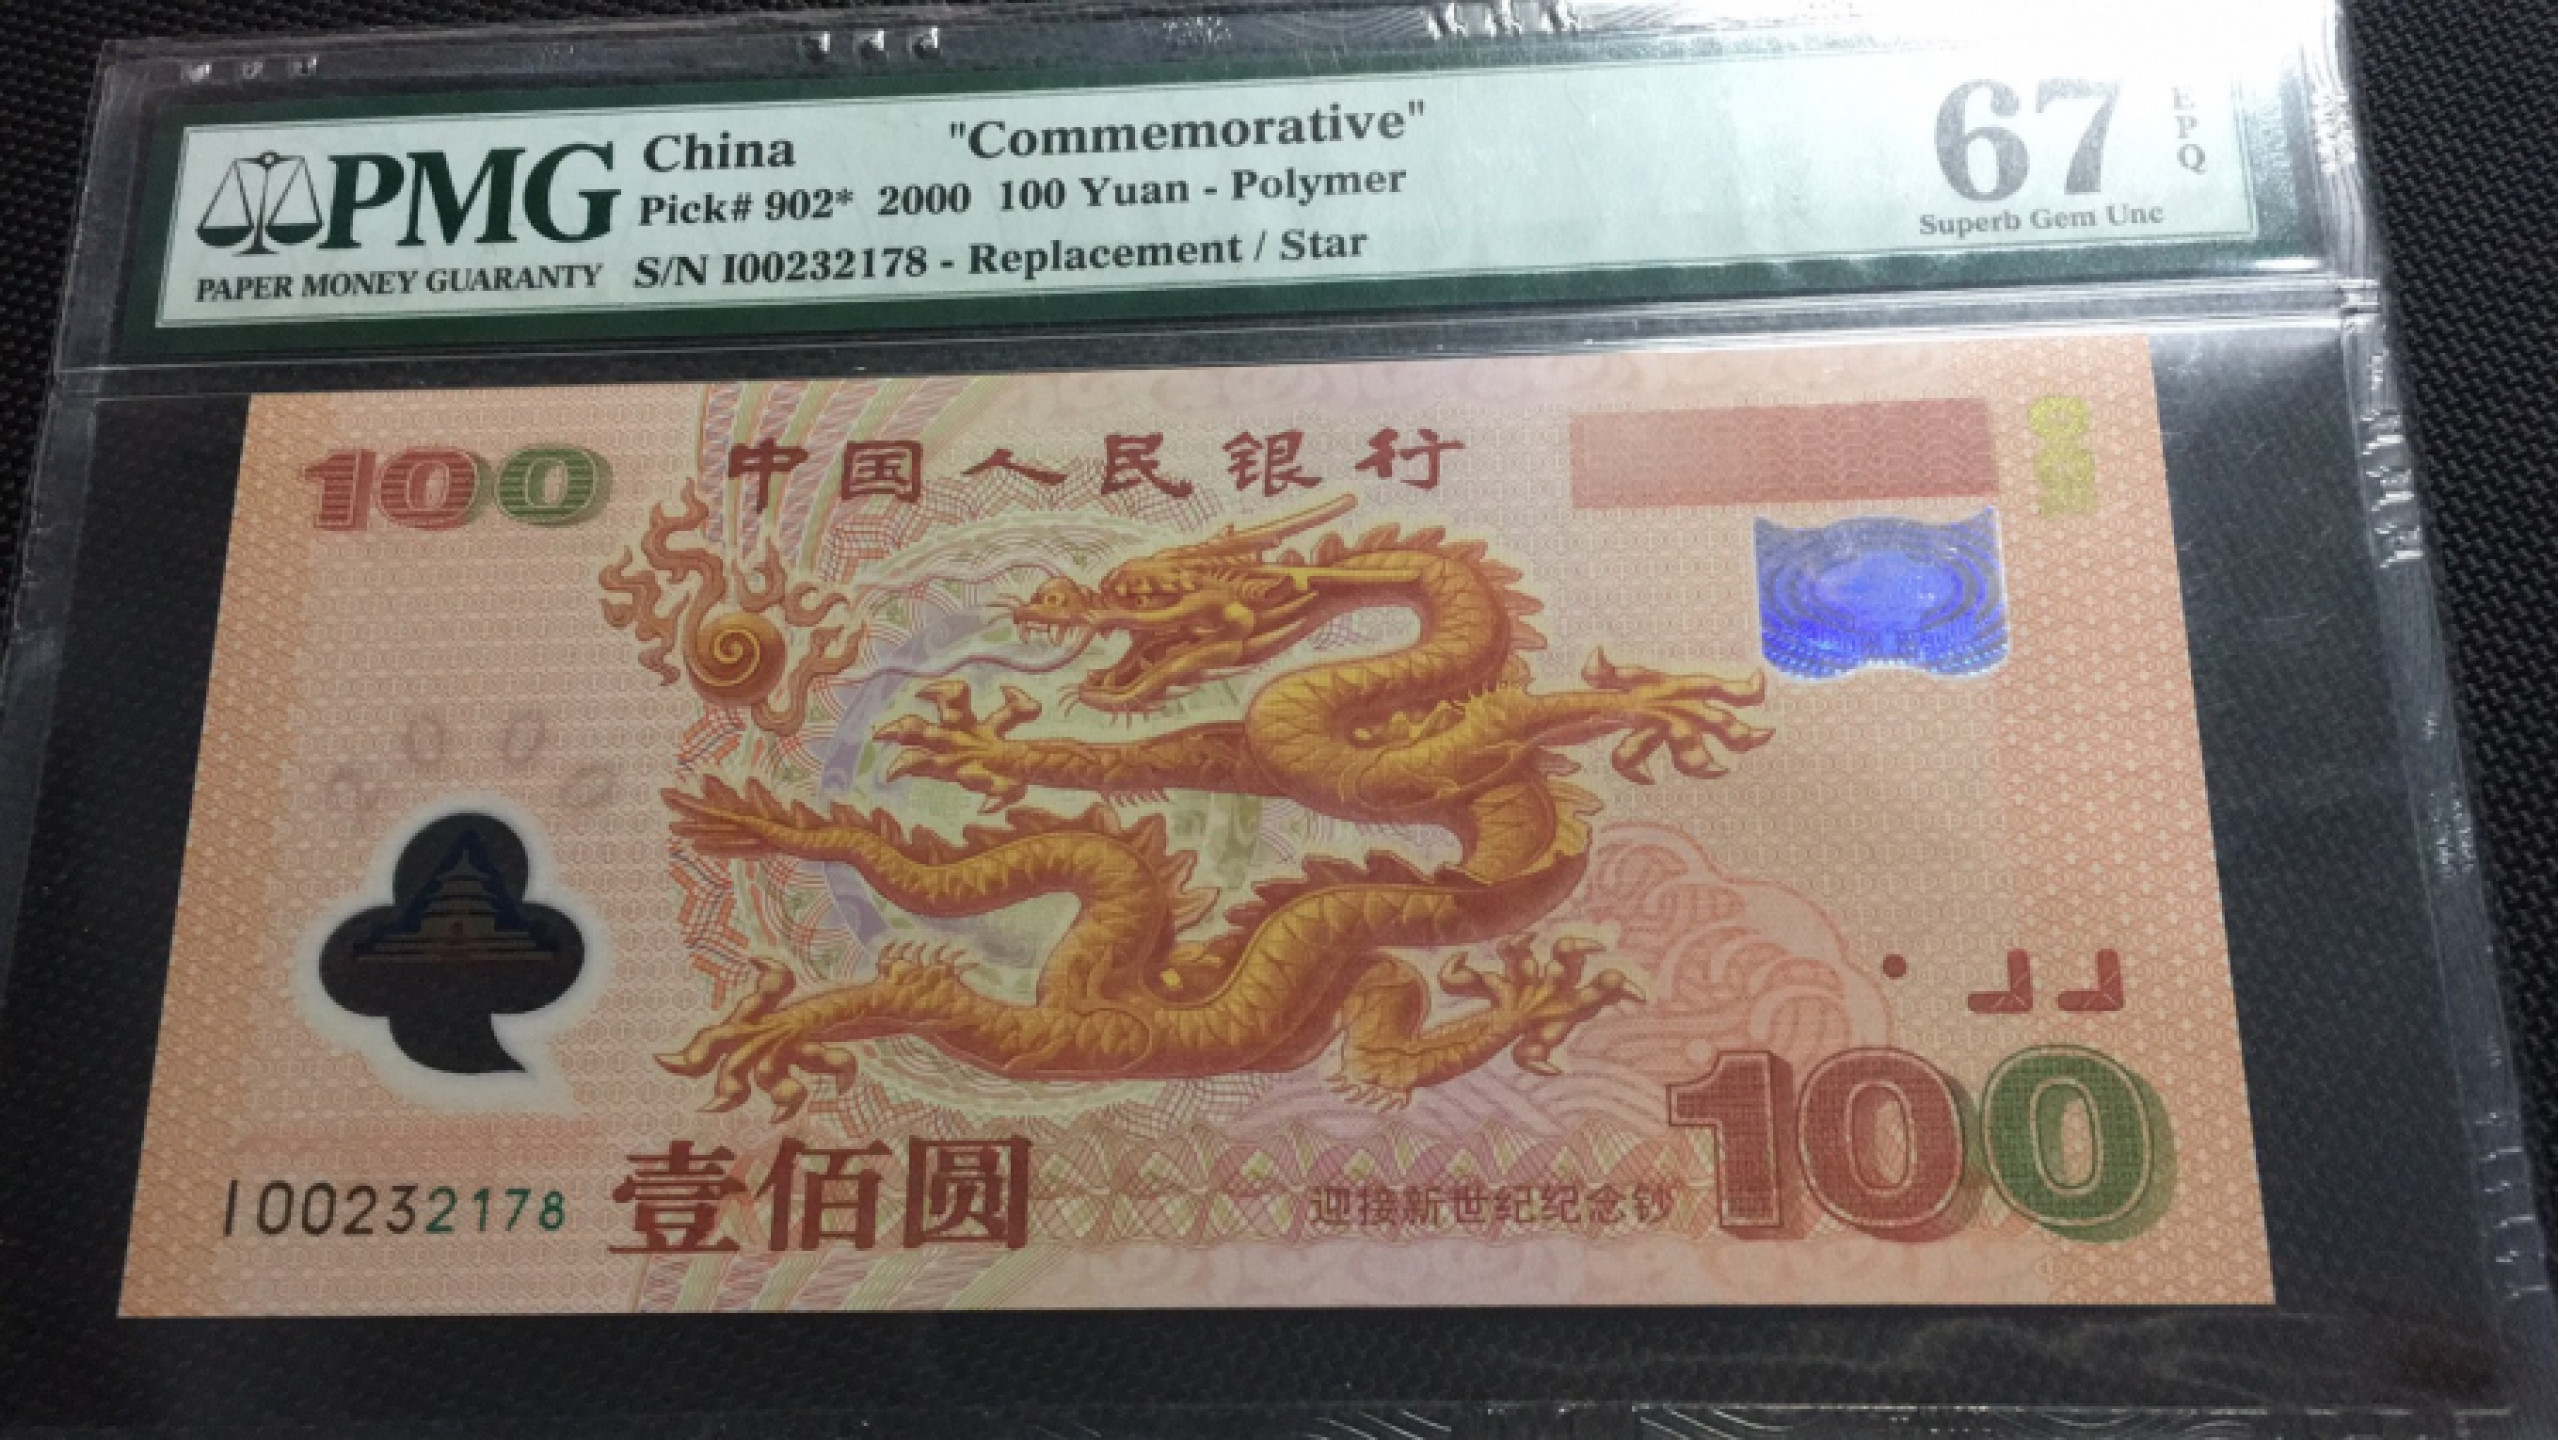 PMG
PAPER MONEY GUARANTY
China "Commemorative"
Pick# 902* 2000 100 Yuan - Polymer
S/N I00232178 - Replacement / Star
67
EPQ
Superb Gem Unc
100
中国人民银行
100
2000
I00232178
壹佰圆
迎接新世纪纪念钞
100